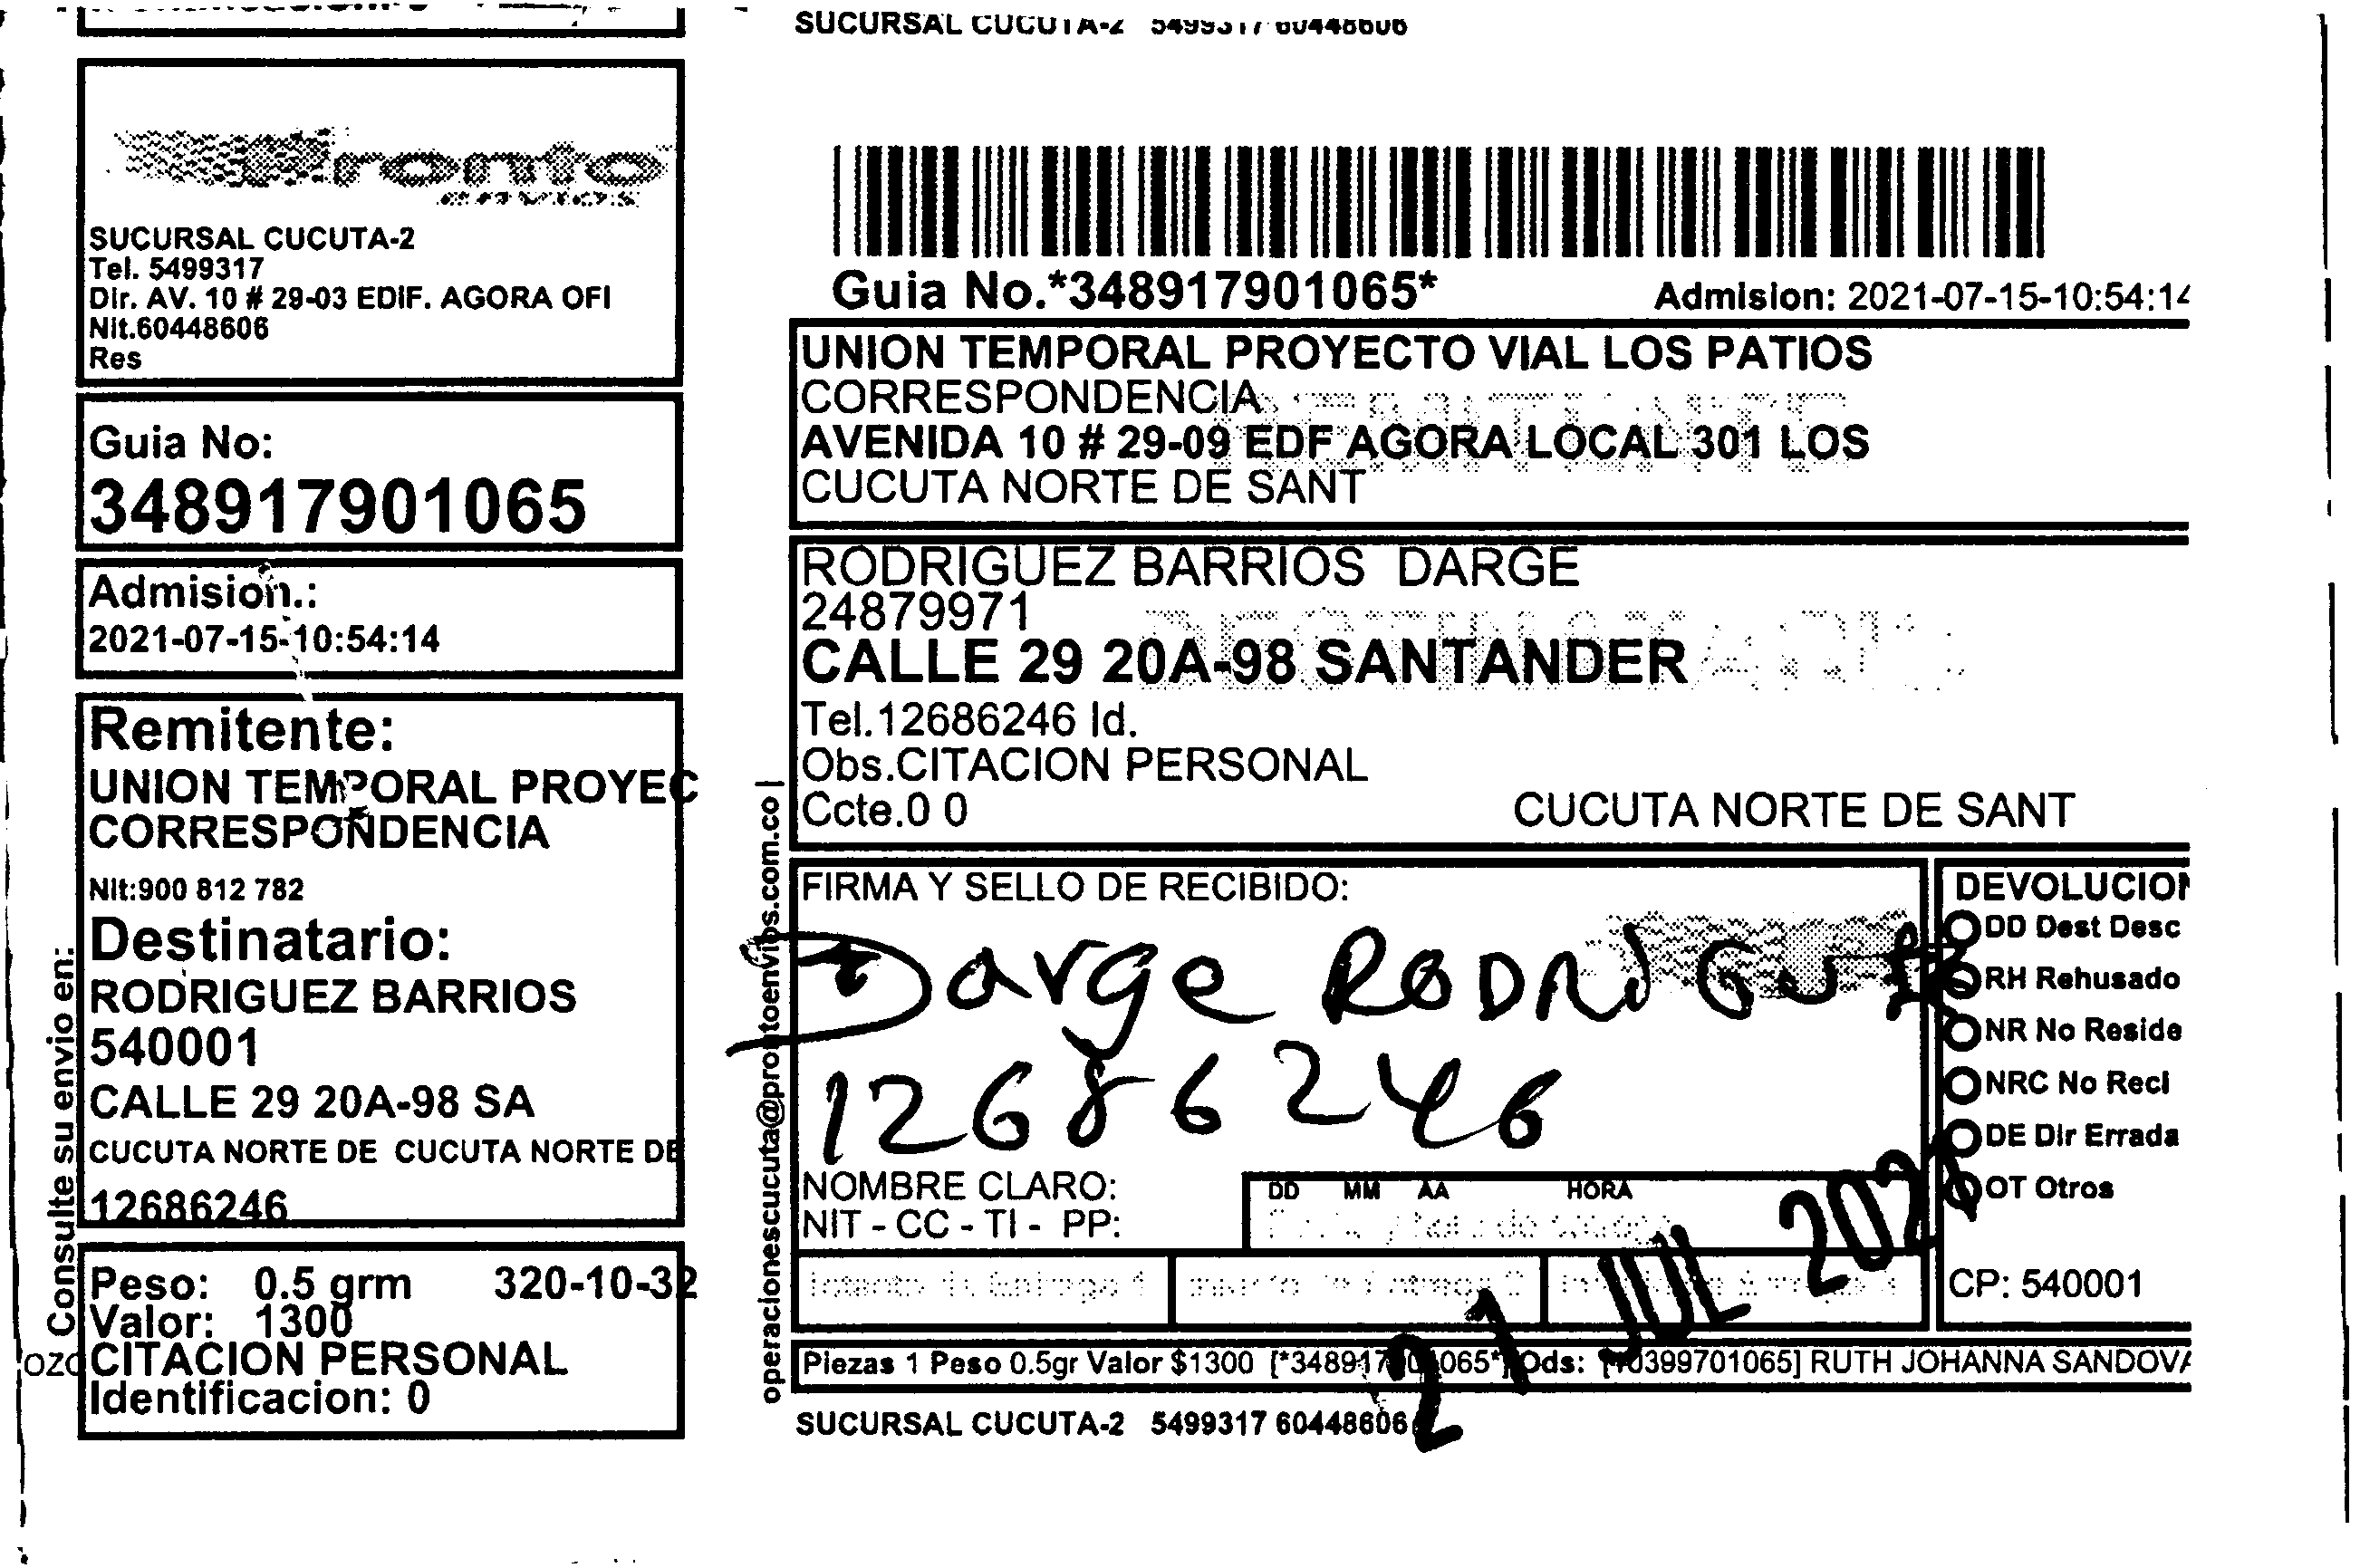 SUCURSAL CUCUTA-2 5499317 60448606
Pronto
envios
SUCURSAL CUCUTA-2
Tel. 5499317
Dir. AV. 10 # 29-03 EDIF. AGORA OFI
Nit.60448606
Res
Guia No:
348917901065
Admision.:
2021-07-15-10:54:14
Remitente:
UNION TEMPORAL PROYEC
CORRESPONDENCIA
Nit:900 812 782
Destinatario:
RODRIGUEZ BARRIOS
540001
CALLE 29 20A-98 SA
CUCUTA NORTE DE CUCUTA NORTE DE
12686246
Peso: 0.5 grm 320-10-32
Valor: 1300
CITACION PERSONAL
Identificacion: 0
Consulte su envio en:
operacionescucuta@prontoenvios.com.co |
Guia No.*348917901065*
Admision: 2021-07-15-10:54:14
UNION TEMPORAL PROYECTO VIAL LOS PATIOS
CORRESPONDENCIA
REMITENTE
AVENIDA 10 # 29-09 EDF AGORA LOCAL 301 LOS
CUCUTA NORTE DE SANT
RODRIGUEZ BARRIOS DARGE
24879971
DESTINATARIO
CALLE 29 20A-98 SANTANDER
Tel.12686246 Id.
Obs.CITACION PERSONAL
Ccte.0 0
CUCUTA NORTE DE SANT
FIRMA Y SELLO DE RECIBIDO:
Darge RODRIGUEZ
12686246
NOMBRE CLARO:
NIT - CC - TI - PP:
DD MM AA HORA
DEVOLUCION
DD Dest Desc
RH Rehusado
NR No Reside
NRC No Recl
DE Dir Errada
OT Otros
CP: 540001
21 JUL 2021
Piezas 1 Peso 0.5gr Valor $1300 [*348917901065*] Ods: [10399701065] RUTH JOHANNA SANDOVA
SUCURSAL CUCUTA-2 5499317 60448606